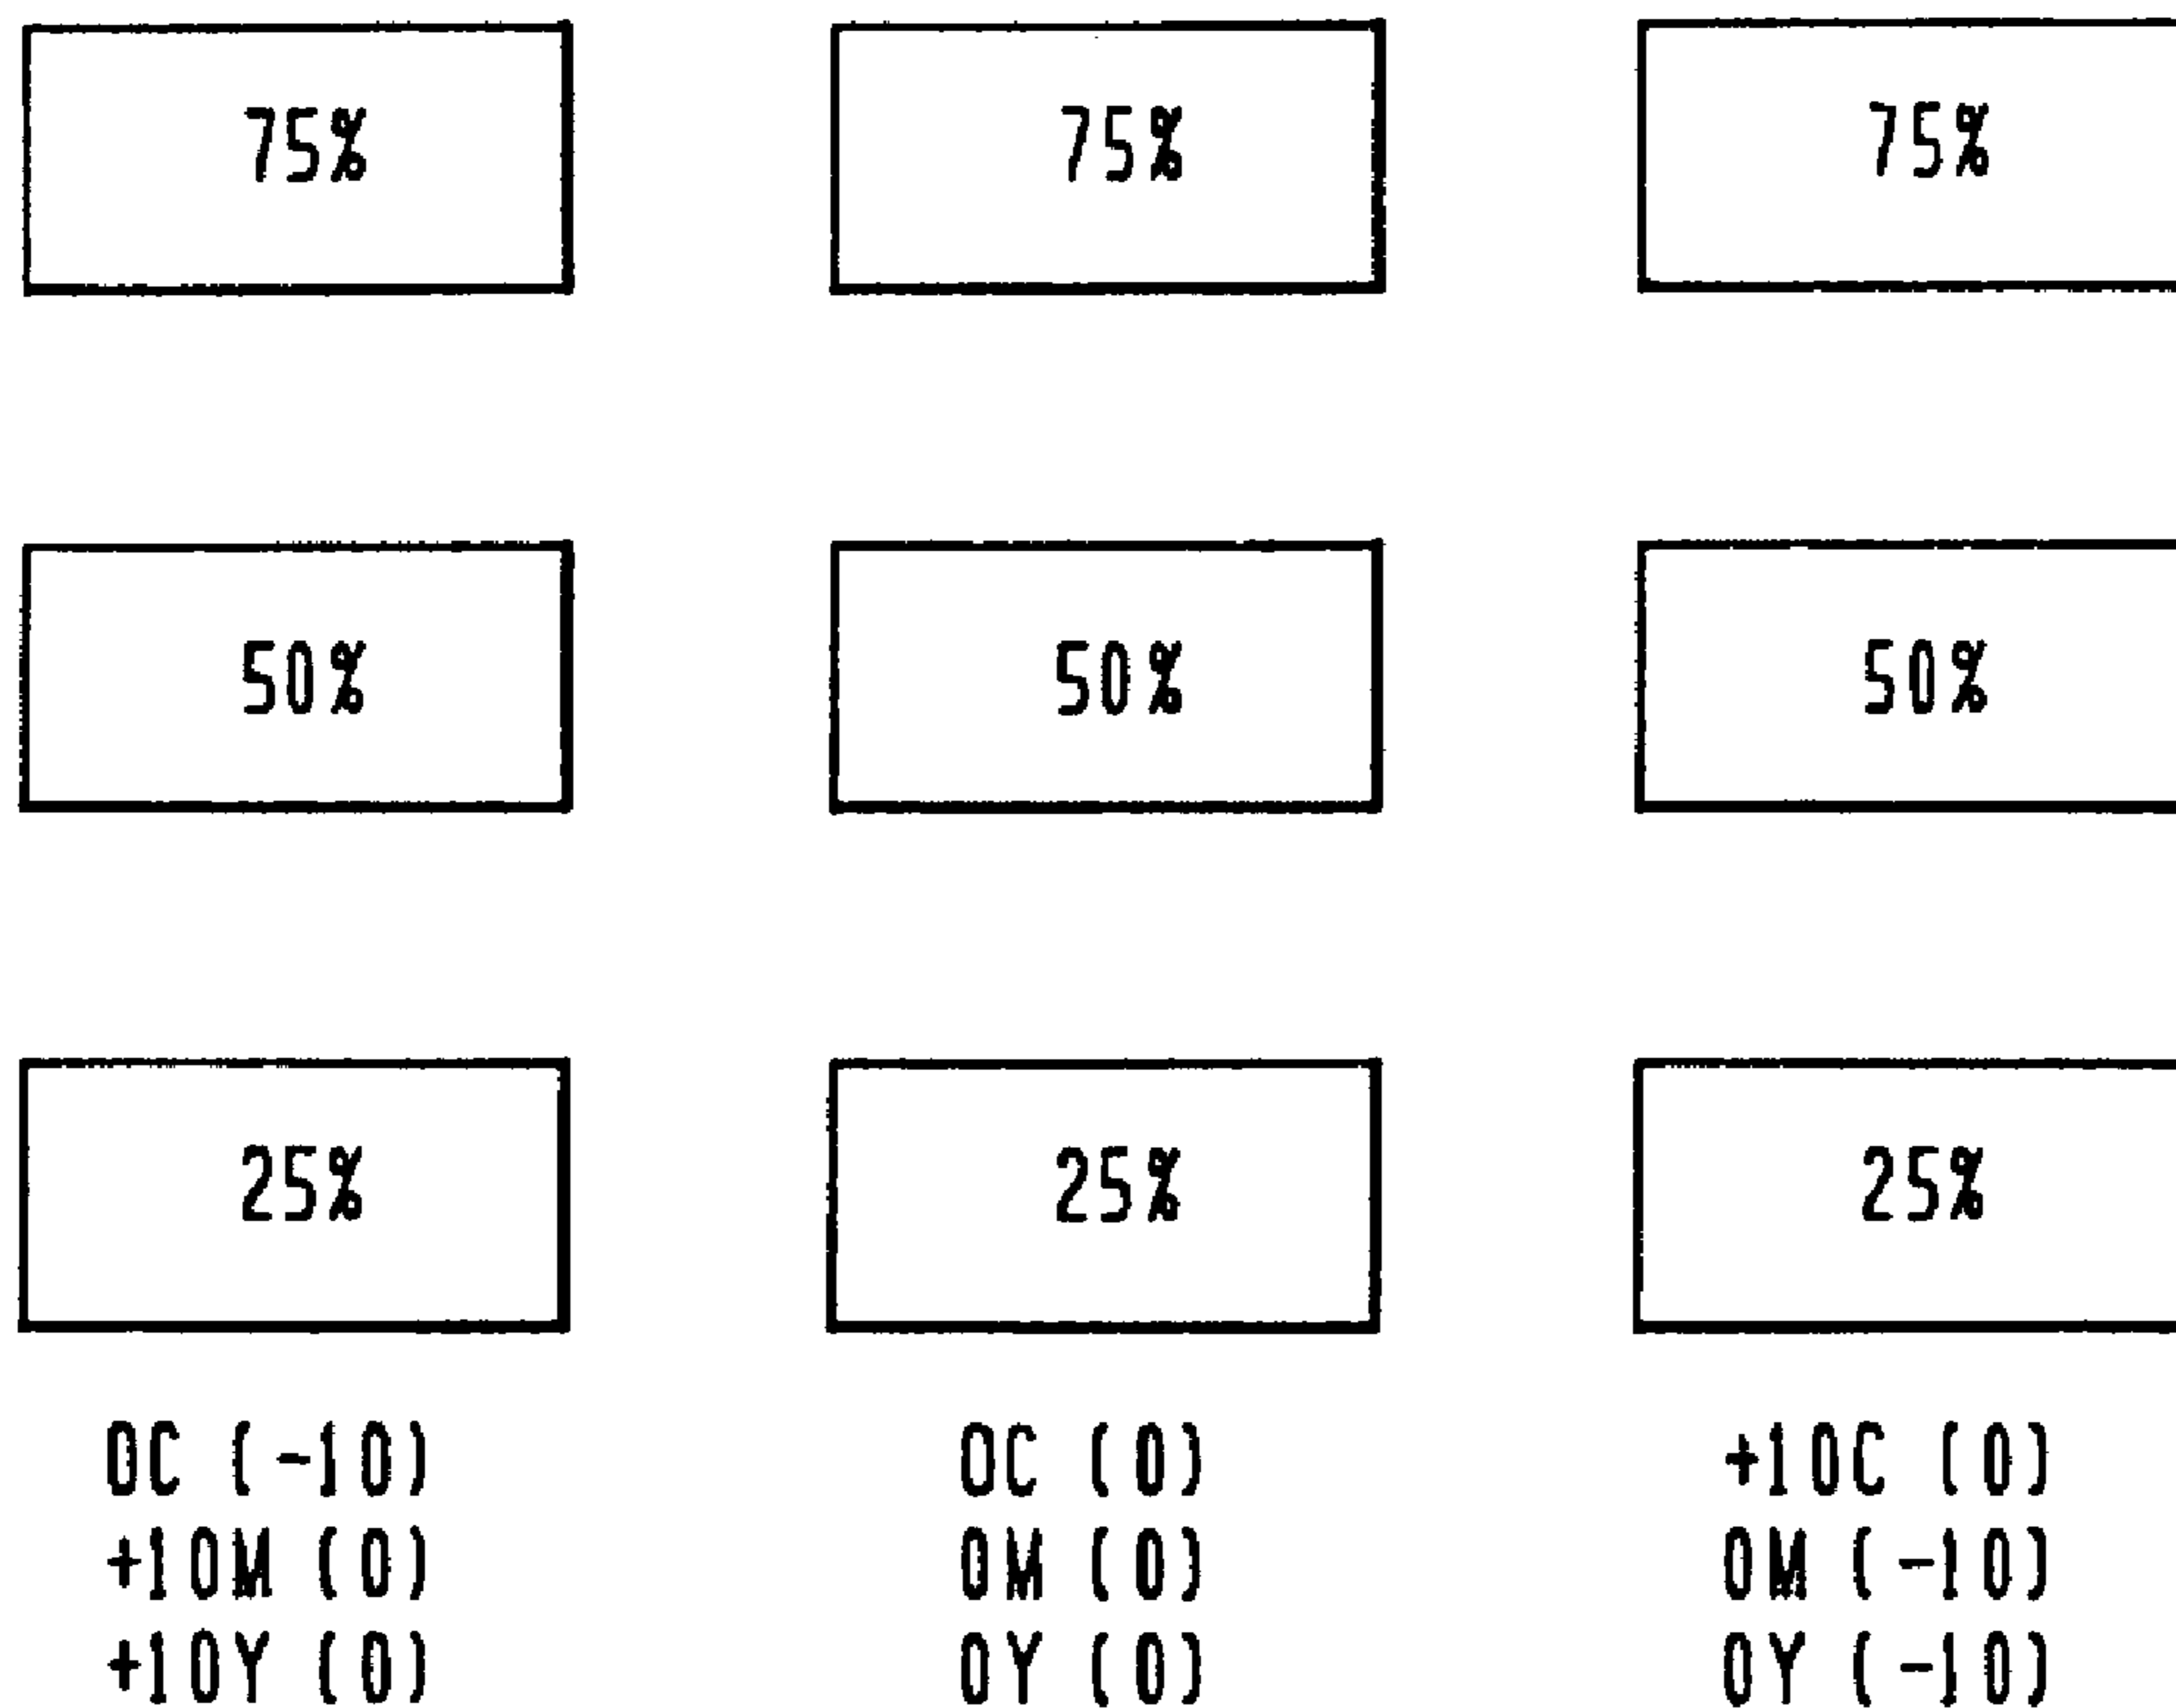 75% 75% 75%
50% 50% 50%
25% 25% 25%
0C (-10) 0C (0) +10C (0)
+10M (0) 0M (0) 0M (-10)
+10Y (0) 0Y (0) 0Y (-10)